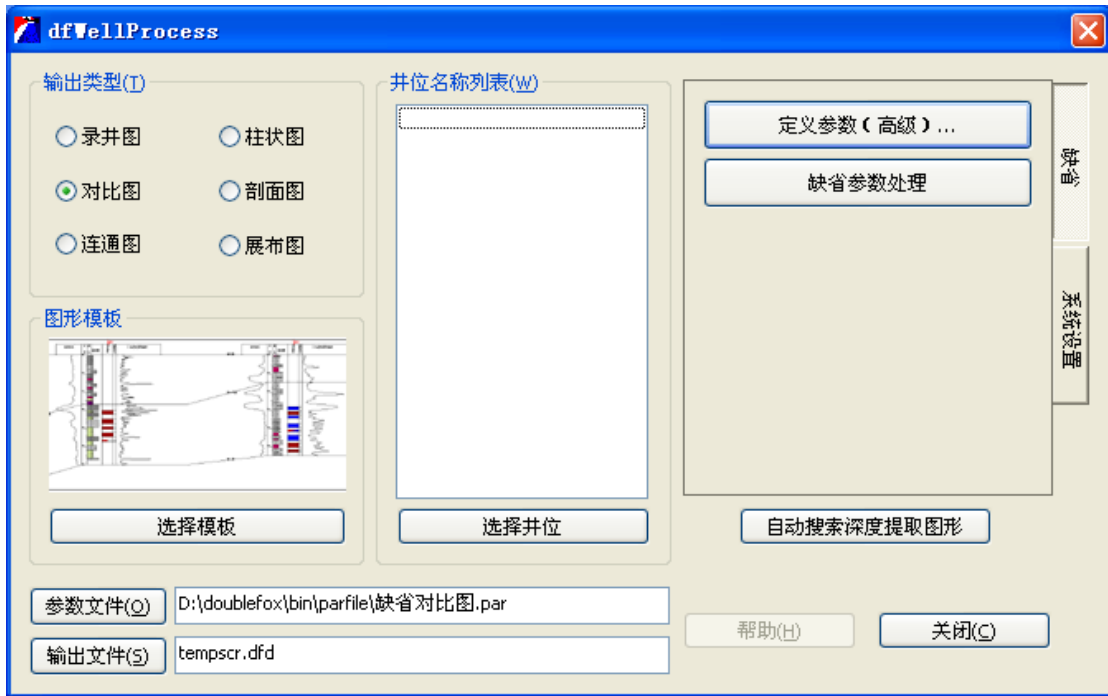 dfWellProcess
输出类型(T)
录井图
柱状图
对比图
剖面图
连通图
展布图
图形模板
选择模板
井位名称列表(W)
选择井位
定义参数(高级)...
缺省参数处理
缺省
系统设置
自动搜索深度提取图形
参数文件(O)
D:\doublefox\bin\parfile\缺省对比图.par
输出文件(S)
tempscr.dfd
帮助(H)
关闭(C)